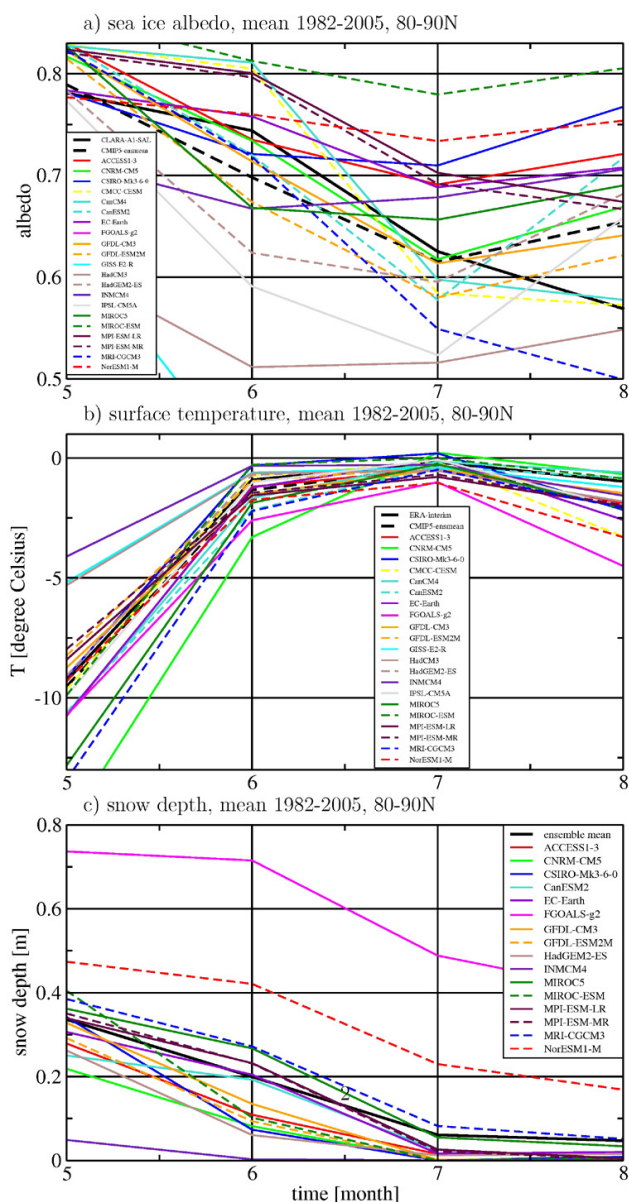 a) sea ice albedo, mean 1982-2005, 80-90N
0.8
0.7
0.6
0.5
albedo
CLARA-A1-SAL
CMIP5-ensmean
ACCESS1-3
CNRM-CM5
CSIRO-Mk3-6-0
CMCC-CESM
CanCM4
CanESM2
EC-Earth
FGOALS-g2
GFDL-CM3
GFDL-ESM2M
GISS-E2-R
HadCM3
HadGEM2-ES
INMCM4
IPSL-CM5A
MIROC5
MIROC-ESM
MPI-ESM-LR
MPI-ESM-MR
MRI-CGCM3
NorESM1-M
5 6 7 8
b) surface temperature, mean 1982-2005, 80-90N
0
-5
-10
T [degree Celsius]
ERA-interim
CMIP5-ensmean
ACCESS1-3
CNRM-CM5
CSIRO-Mk3-6-0
CMCC-CESM
CanCM4
CanESM2
EC-Earth
FGOALS-g2
GFDL-CM3
GFDL-ESM2M
GISS-E2-R
HadCM3
HadGEM2-ES
INMCM4
IPSL-CM5A
MIROC5
MIROC-ESM
MPI-ESM-LR
MPI-ESM-MR
MRI-CGCM3
NorESM1-M
5 6 7 8
c) snow depth, mean 1982-2005, 80-90N
0.8
0.6
0.4
0.2
0
snow depth [m]
ensemble mean
ACCESS1-3
CNRM-CM5
CSIRO-Mk3-6-0
CanESM2
EC-Earth
FGOALS-g2
GFDL-CM3
GFDL-ESM2M
HadGEM2-ES
INMCM4
MIROC5
MIROC-ESM
MPI-ESM-LR
MPI-ESM-MR
MRI-CGCM3
NorESM1-M
2
5 6 7 8
time [month]